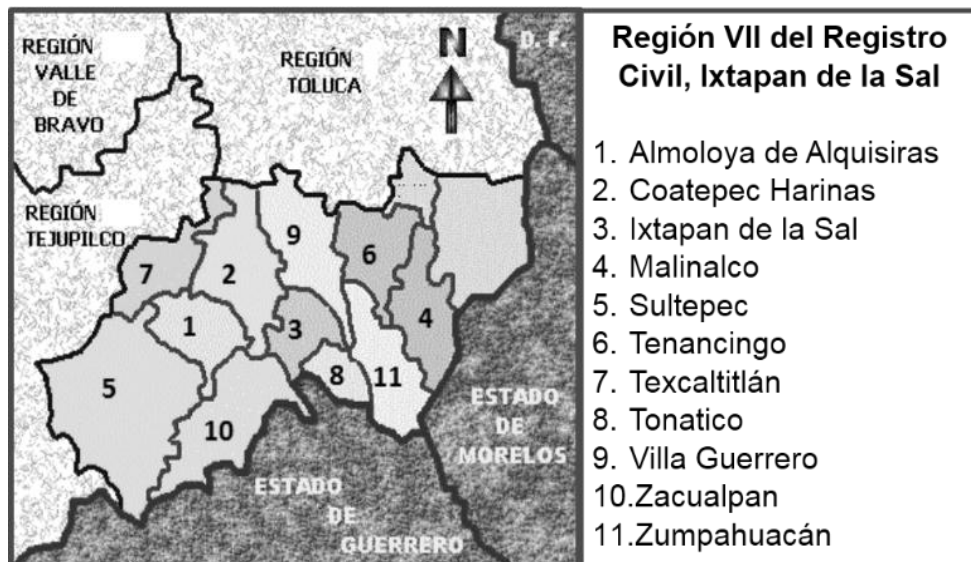 REGIÓN
VALLE
DE
BRAVO
REGIÓN
TOLUCA
N
D. F.
REGIÓN
TEJUPILCO
9
6
7
2
1
3
4
5
8
11
10
ESTADO
DE
MORELOS
ESTADO
DE
GUERRERO
Región VII del Registro
Civil, Ixtapan de la Sal
1. Almoloya de Alquisiras
2. Coatepec Harinas
3. Ixtapan de la Sal
4. Malinalco
5. Sultepec
6. Tenancingo
7. Texcaltitlán
8. Tonatico
9. Villa Guerrero
10.Zacualpan
11.Zumpahuacán